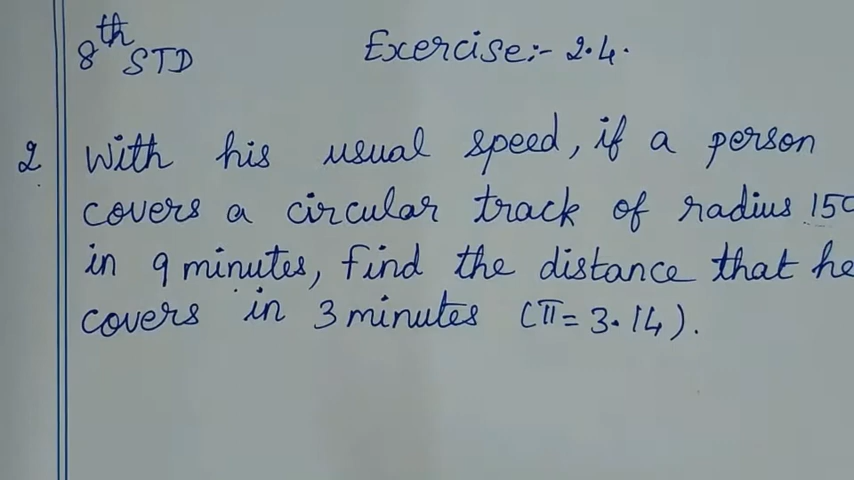 8th STD Exercise:- 2.4.
2 With his usual speed, if a person
covers a circular track of radius 150
in 9 minutes, find the distance that he
covers in 3 minutes (π = 3.14).